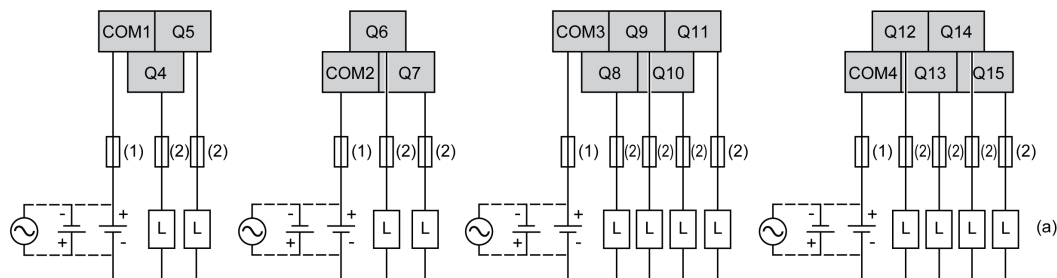 COM1 Q5 Q6 COM3 Q9 Q11 Q12 Q14
Q4 COM2 Q7 Q8 Q10 COM4 Q13 Q15
(1) (2) (2) (1) (2) (2) (1) (2) (2) (2) (2) (1) (2) (2) (2) (2)
- + - + - + - +
L L L L L L L L L L L L (a)
+ - + - + - + -